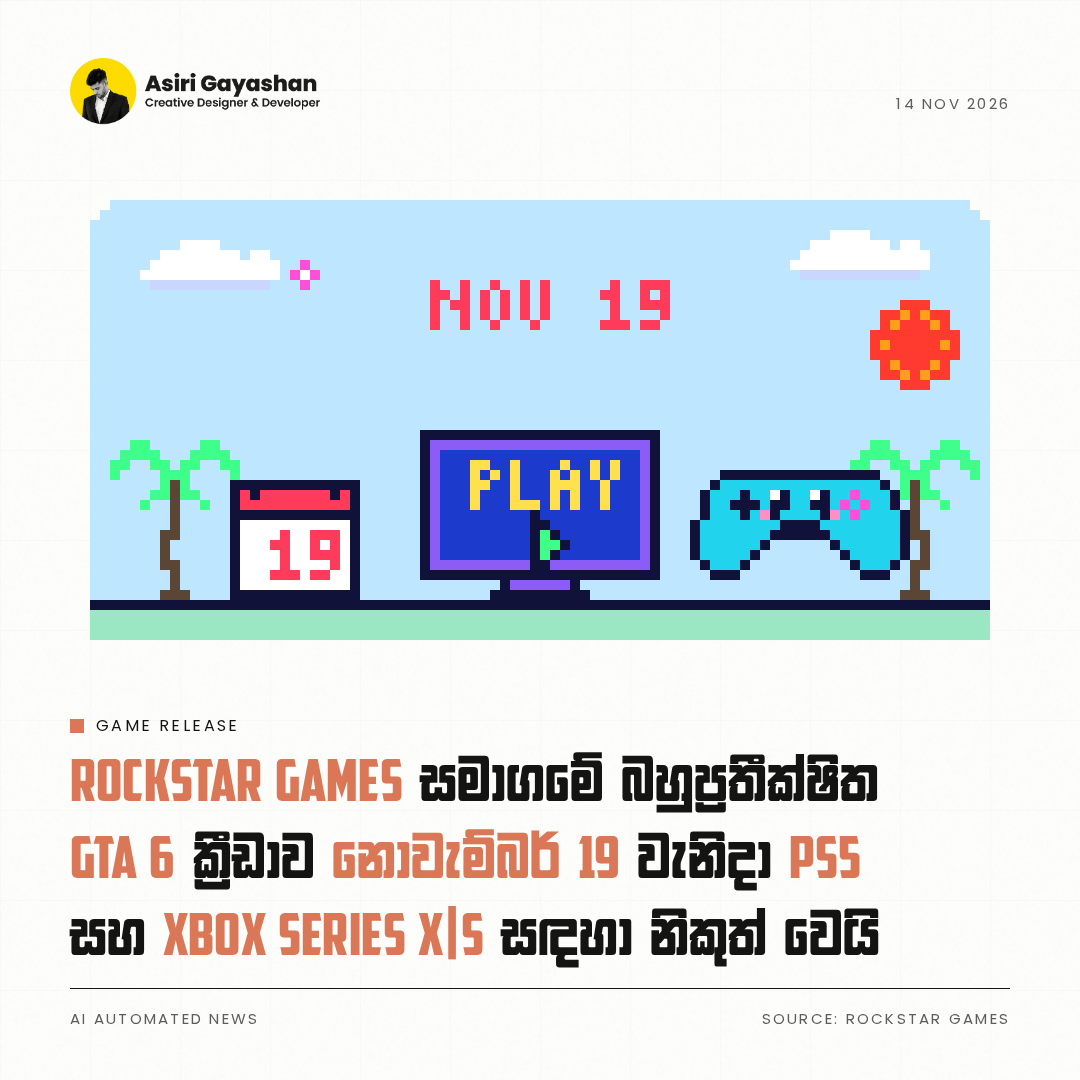 Asiri Gayashan
Creative Designer & Developer
14 NOV 2026
NOV 19
PLAY
19
GAME RELEASE
ROCKSTAR GAMES සමාගමේ බහුප්‍රතීක්ෂිත
GTA 6 ක්‍රීඩාව නොවැම්බර් 19 වැනිදා PS5
සහ XBOX SERIES X|S සඳහා නිකුත් වෙයි
AI AUTOMATED NEWS
SOURCE: ROCKSTAR GAMES